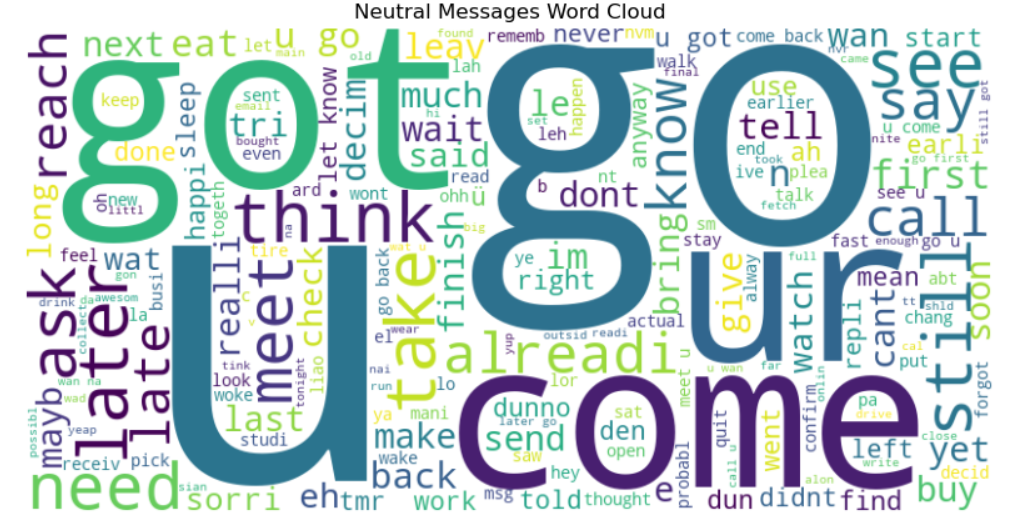 Neutral Messages Word Cloud
got
go
u
come
ur
think
take
need
later
late
already
reach
next
eat
let
main
u go
old
leav
found
lah
rememb
never
nvm
u got
walk
final
come back
wan
nvr
came
start
see
say
still got
keep
done
sent
email
tri
bought
even
let know
decim
much
hi
wait
said
read
le
set
leh
happen
anyway
know
use
earlier
tell
end
took
ah
ive
n
plea
talk
fetch
u come
nite
earli
go first
first
long
oh
new
littl
happi
sleep
togeth
ard
na
wont
ohh
ü
b
nt
dont
sm
see u
call
feel
wat
gon
ask
drink
da
awesom
collect
la
busi
realli
tire
c
v
meet
check
wat u
go back
wear
finish
big
ye
im
right
bring
stay
give
alway
full
fast
enough
go u
mean
abt
watch
repli
cant
tt
shld
chang
soon
still
wan na
wad
yeap
mayb
possibl
tink
look
woke
tonight
liao
last
studi
el
nai
run
lo
ya
mani
yup
outsid
readi
actual
lor
meet u
u wan
far
onlin
cal
put
forgot
receiv
pick
sian
sorri
eh
tmr
make
wake
back
work
msg
dunno
later go
send
saw
hey
told
thought
sat
den
open
e
probabl
quit
call u
dun
went
confirm
alon
didnt
find
pa
drive
left
write
close
yet
decid
buy